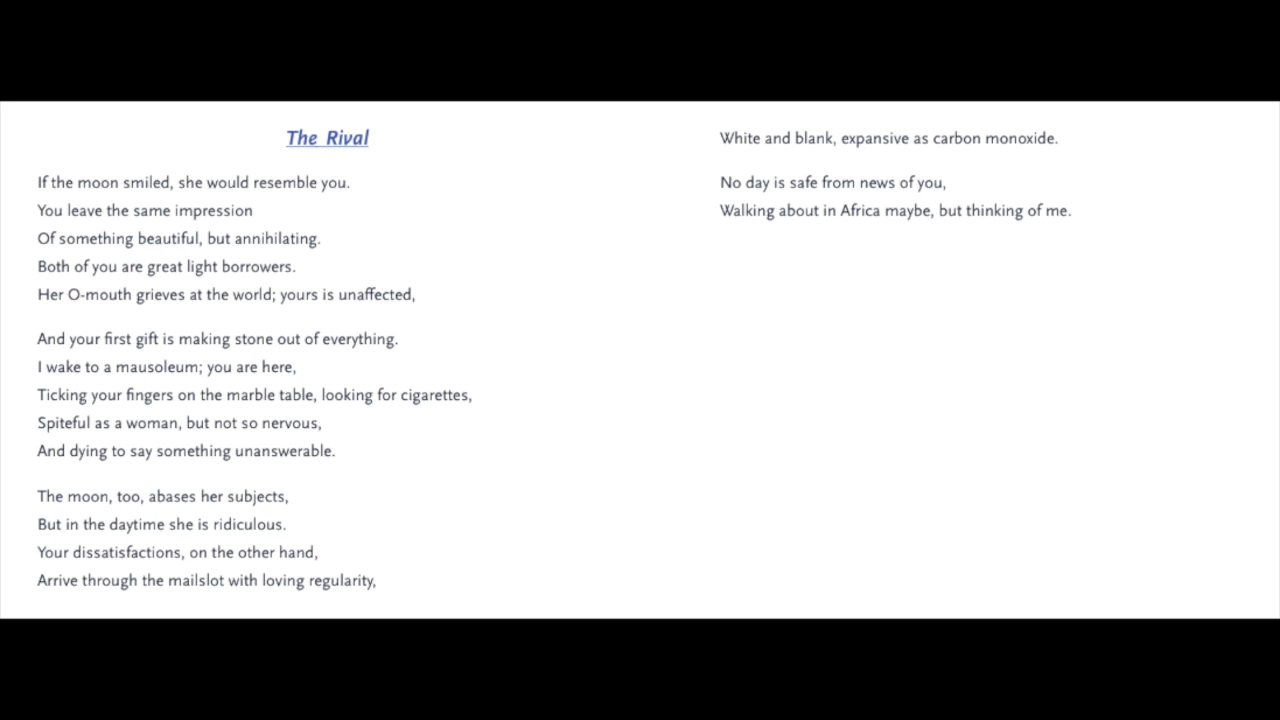 The Rival
If the moon smiled, she would resemble you.
You leave the same impression
Of something beautiful, but annihilating.
Both of you are great light borrowers.
Her O-mouth grieves at the world; yours is unaffected,
And your first gift is making stone out of everything.
I wake to a mausoleum; you are here,
Ticking your fingers on the marble table, looking for cigarettes,
Spiteful as a woman, but not so nervous,
And dying to say something unanswerable.
The moon, too, abases her subjects,
But in the daytime she is ridiculous.
Your dissatisfactions, on the other hand,
Arrive through the mailslot with loving regularity,
White and blank, expansive as carbon monoxide.
No day is safe from news of you,
Walking about in Africa maybe, but thinking of me.